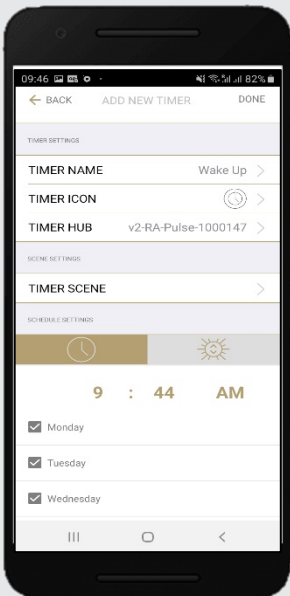 09:46 82%
BACK ADD NEW TIMER DONE
TIMER SETTINGS
TIMER NAME Wake Up
TIMER ICON
TIMER HUB v2-RA-Pulse-1000147
SCENE SETTINGS
TIMER SCENE
SCHEDULE SETTINGS
9 : 44 AM
Monday
Tuesday
Wednesday